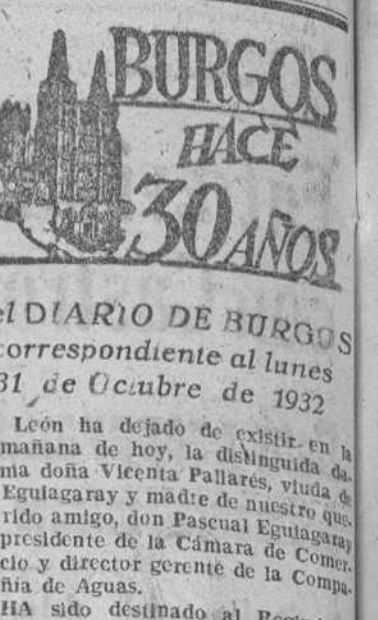 BURGOS
HACE
30 AÑOS
el DIARIO DE BURGOS
correspondiente al lunes
31 de Octubre de 1932
León ha dejado de existir en la
mañana de hoy, la distinguida da-
ma doña Vicenta Pallarés, viuda de
Eguiagaray y madre de nuestro que-
rido amigo, don Pascual Eguiagaray
presidente de la Cámara de Comer-
cio y director gerente de la Compa-
ñía de Aguas.
HA sido destinado al